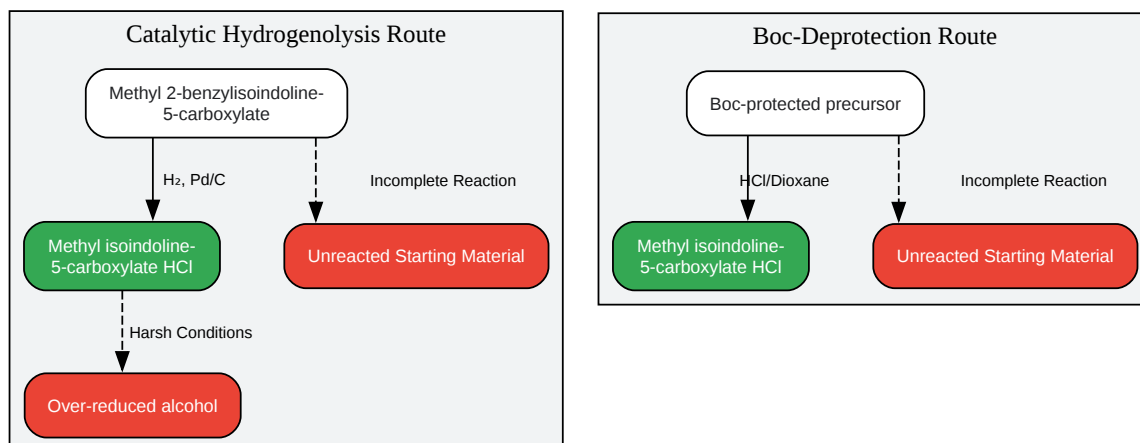 Catalytic Hydrogenolysis Route
Methyl 2-benzylisoindoline-
5-carboxylate
H₂, Pd/C
Incomplete Reaction
Methyl isoindoline-
5-carboxylate HCl
Unreacted Starting Material
Harsh Conditions
Over-reduced alcohol
Boc-Deprotection Route
Boc-protected precursor
HCl/Dioxane
Incomplete Reaction
Methyl isoindoline-
5-carboxylate HCl
Unreacted Starting Material